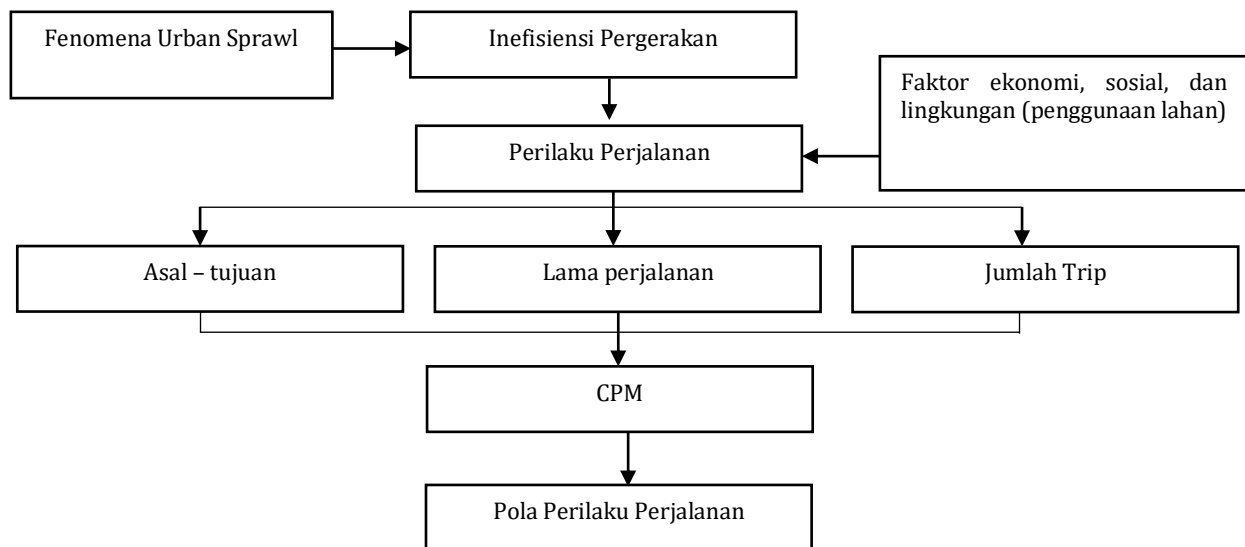 Fenomena Urban Sprawl
Inefisiensi Pergerakan
Faktor ekonomi, sosial, dan
lingkungan (penggunaan lahan)
Perilaku Perjalanan
Asal – tujuan
Lama perjalanan
Jumlah Trip
CPM
Pola Perilaku Perjalanan